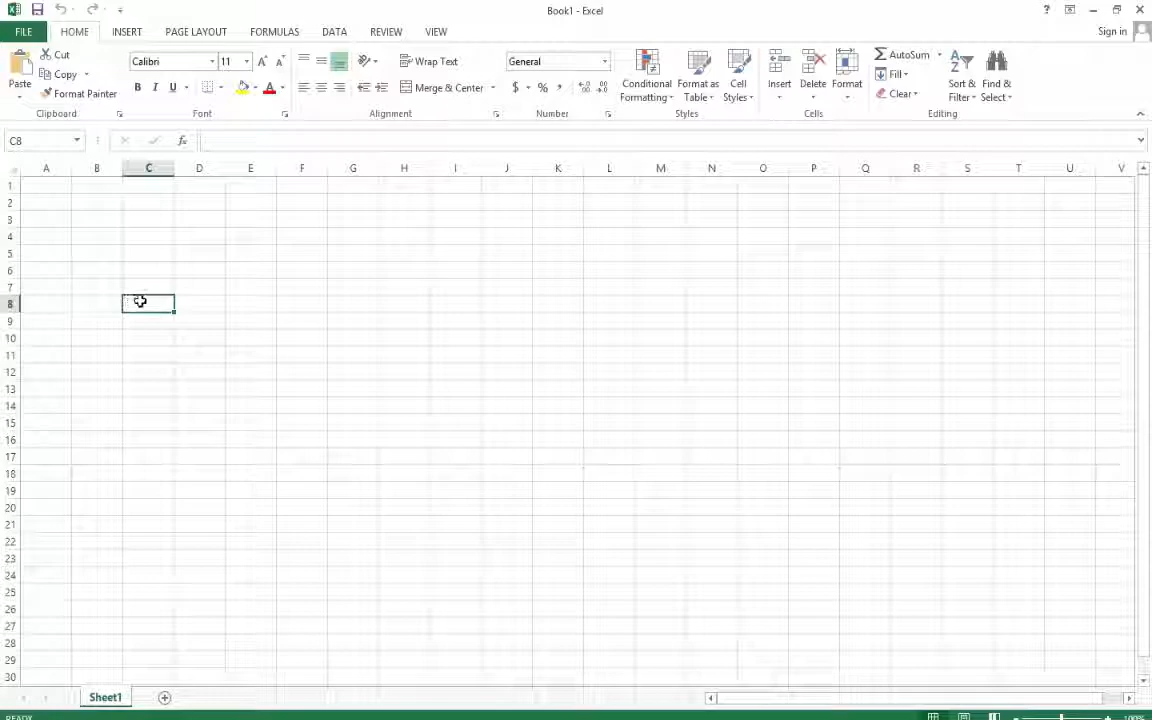 Book1 - Excel
FILE HOME INSERT PAGE LAYOUT FORMULAS DATA REVIEW VIEW Sign in
Cut
Copy
Format Painter
Paste
Clipboard
Calibri 11
B I U A
Font
Wrap Text
Merge & Center
Alignment
General
$ % ,
Number
Conditional Formatting
Format as Table
Cell Styles
Styles
Insert Delete Format
Cells
AutoSum
Fill
Clear
Sort & Filter
Find & Select
Editing
C8 fx
A B C D E F G H I J K L M N O P Q R S T U V
1
2
3
4
5
6
7
8
9
10
11
12
13
14
15
16
17
18
19
20
21
22
23
24
25
26
27
28
29
30
Sheet1
READY 100%